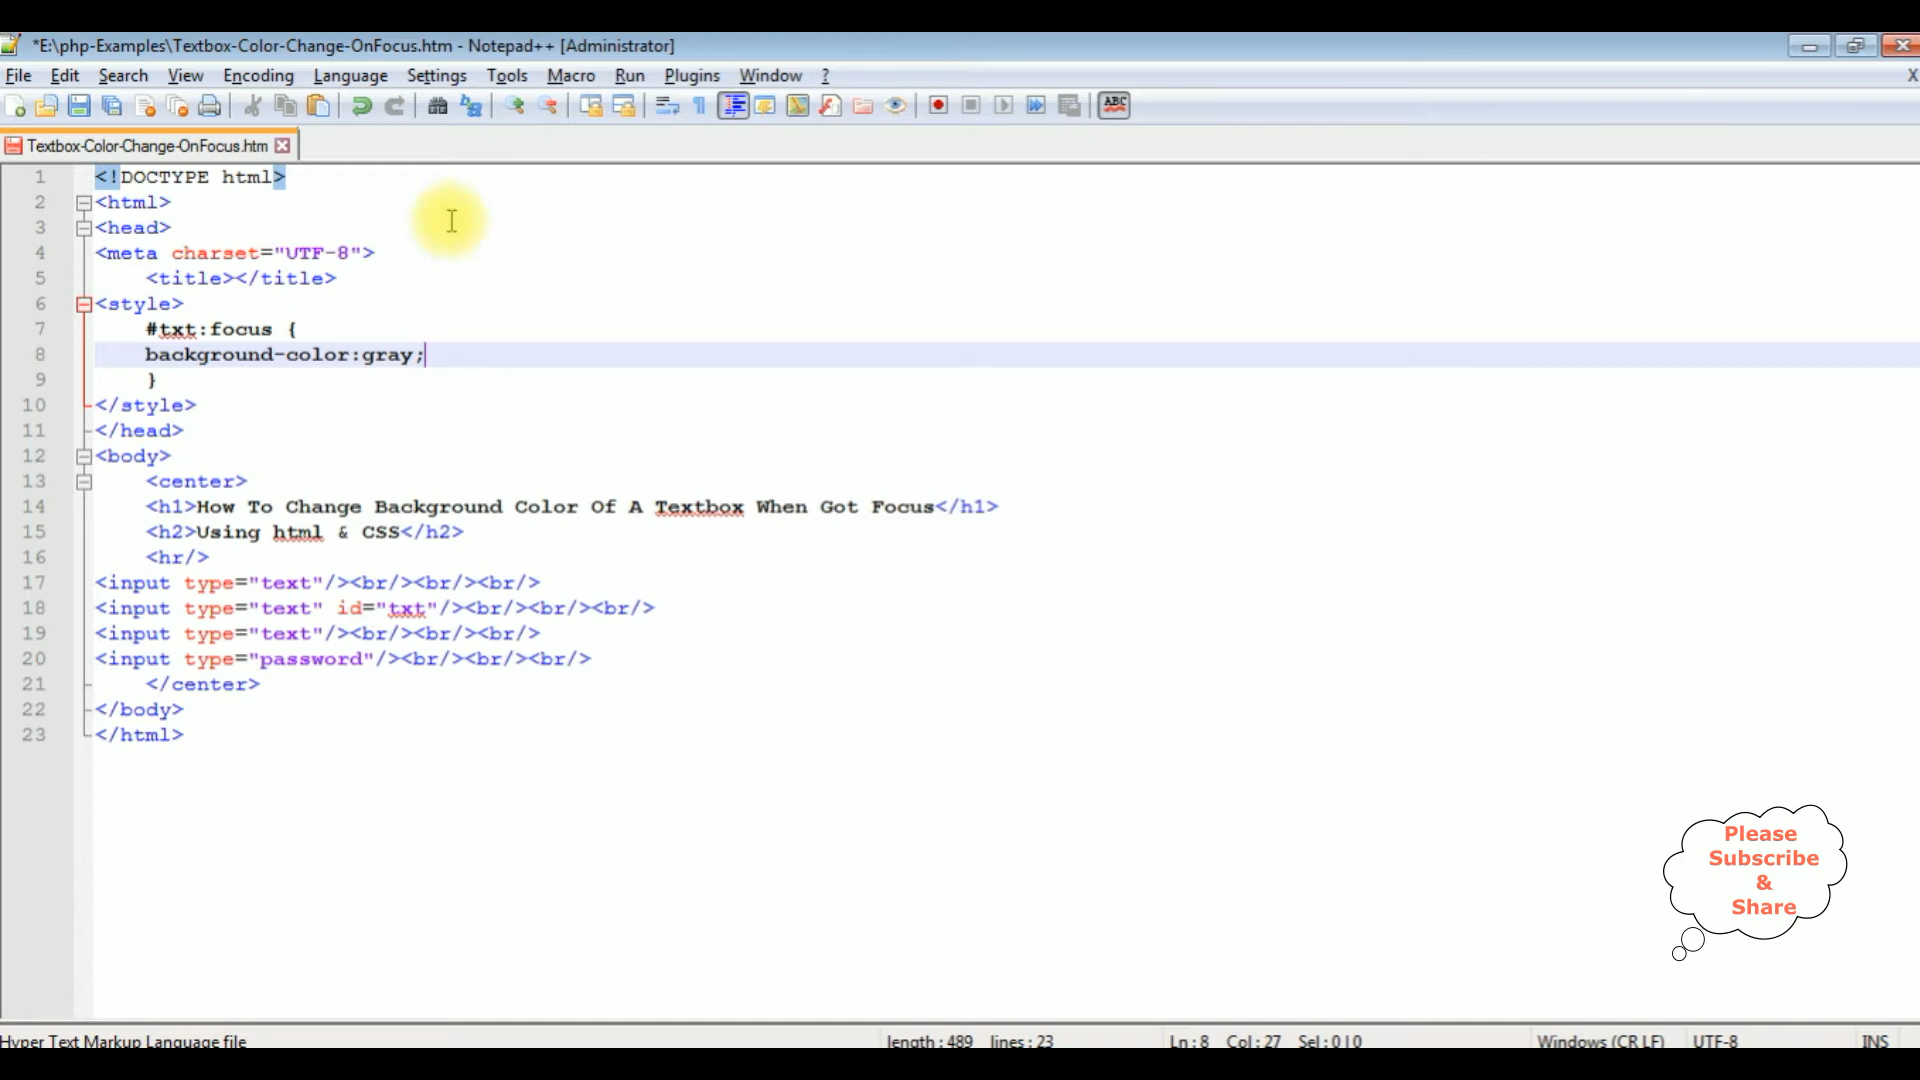 *E:\php-Examples\Textbox-Color-Change-OnFocus.htm - Notepad++ [Administrator]
File Edit Search View Encoding Language Settings Tools Macro Run Plugins Window ? X
ABC
Textbox-Color-Change-OnFocus.htm
1 <!DOCTYPE html>
2 <html>
3 <head>
4 <meta charset="UTF-8">
5 <title></title>
6 <style>
7 #txt:focus {
8 background-color:gray;
9 }
10 </style>
11 </head>
12 <body>
13 <center>
14 <h1>How To Change Background Color Of A Textbox When Got Focus</h1>
15 <h2>Using html & CSS</h2>
16 <hr/>
17 <input type="text"/><br/><br/><br/>
18 <input type="text" id="txt"/><br/><br/><br/>
19 <input type="text"/><br/><br/><br/>
20 <input type="password"/><br/><br/><br/>
21 </center>
22 </body>
23 </html>
Please
Subscribe
&
Share
Hyper Text Markup Language file length : 489 lines : 23 Ln : 8 Col : 27 Sel : 0 | 0 Windows (CR LF) UTF-8 INS